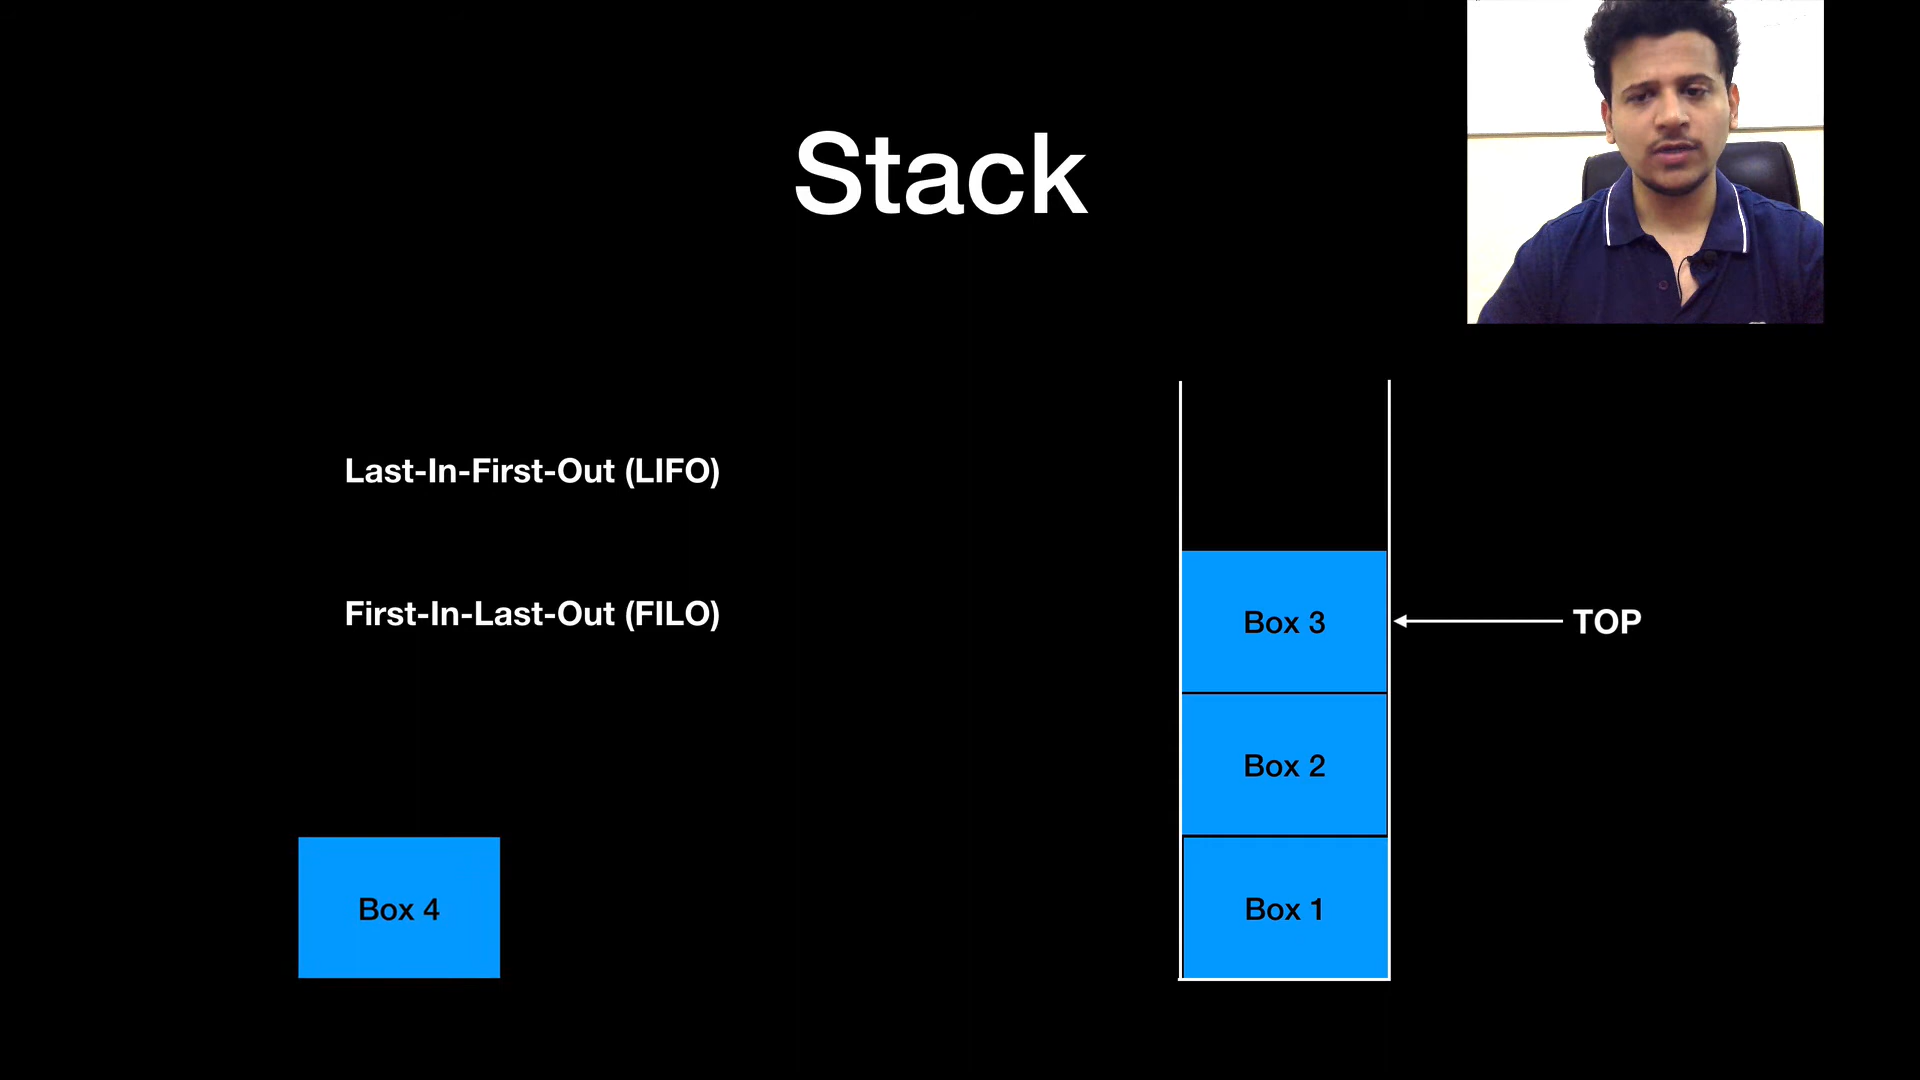 Stack
Last-In-First-Out (LIFO)
First-In-Last-Out (FILO)
Box 3
TOP
Box 2
Box 4
Box 1